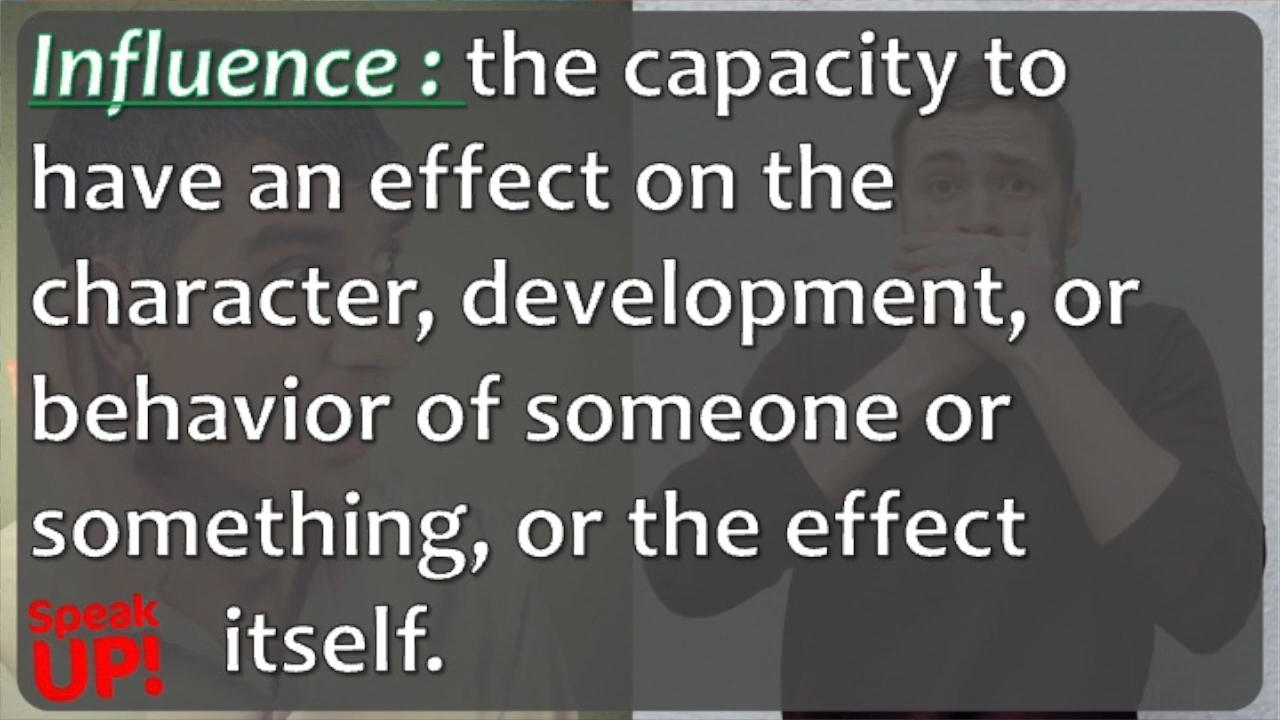 Influence : the capacity to
have an effect on the
character, development, or
behavior of someone or
something, or the effect
itself.
Speak
UP!